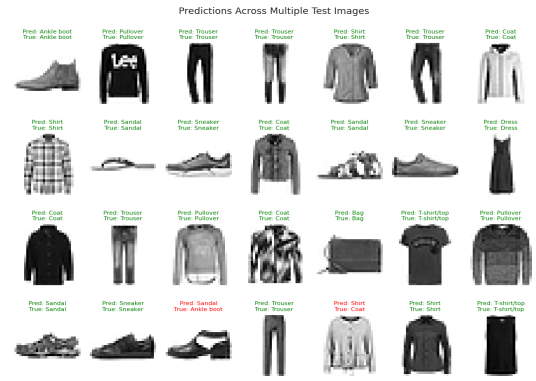 Predictions Across Multiple Test Images
Pred: Ankle boot
True: Ankle boot
Pred: Pullover
True: Pullover
Pred: Trouser
True: Trouser
Pred: Trouser
True: Trouser
Pred: Shirt
True: Shirt
Pred: Trouser
True: Trouser
Pred: Coat
True: Coat
Lee
Pred: Shirt
True: Shirt
Pred: Sandal
True: Sandal
Pred: Sneaker
True: Sneaker
Pred: Coat
True: Coat
Pred: Sandal
True: Sandal
Pred: Sneaker
True: Sneaker
Pred: Dress
True: Dress
Pred: Coat
True: Coat
Pred: Trouser
True: Trouser
Pred: Pullover
True: Pullover
Pred: Coat
True: Coat
Pred: Bag
True: Bag
Pred: T-shirt/top
True: T-shirt/top
Pred: Pullover
True: Pullover
Pred: Sandal
True: Sandal
Pred: Sneaker
True: Sneaker
Pred: Sandal
True: Ankle boot
Pred: Trouser
True: Trouser
Pred: Shirt
True: Coat
Pred: Shirt
True: Shirt
Pred: T-shirt/top
True: T-shirt/top